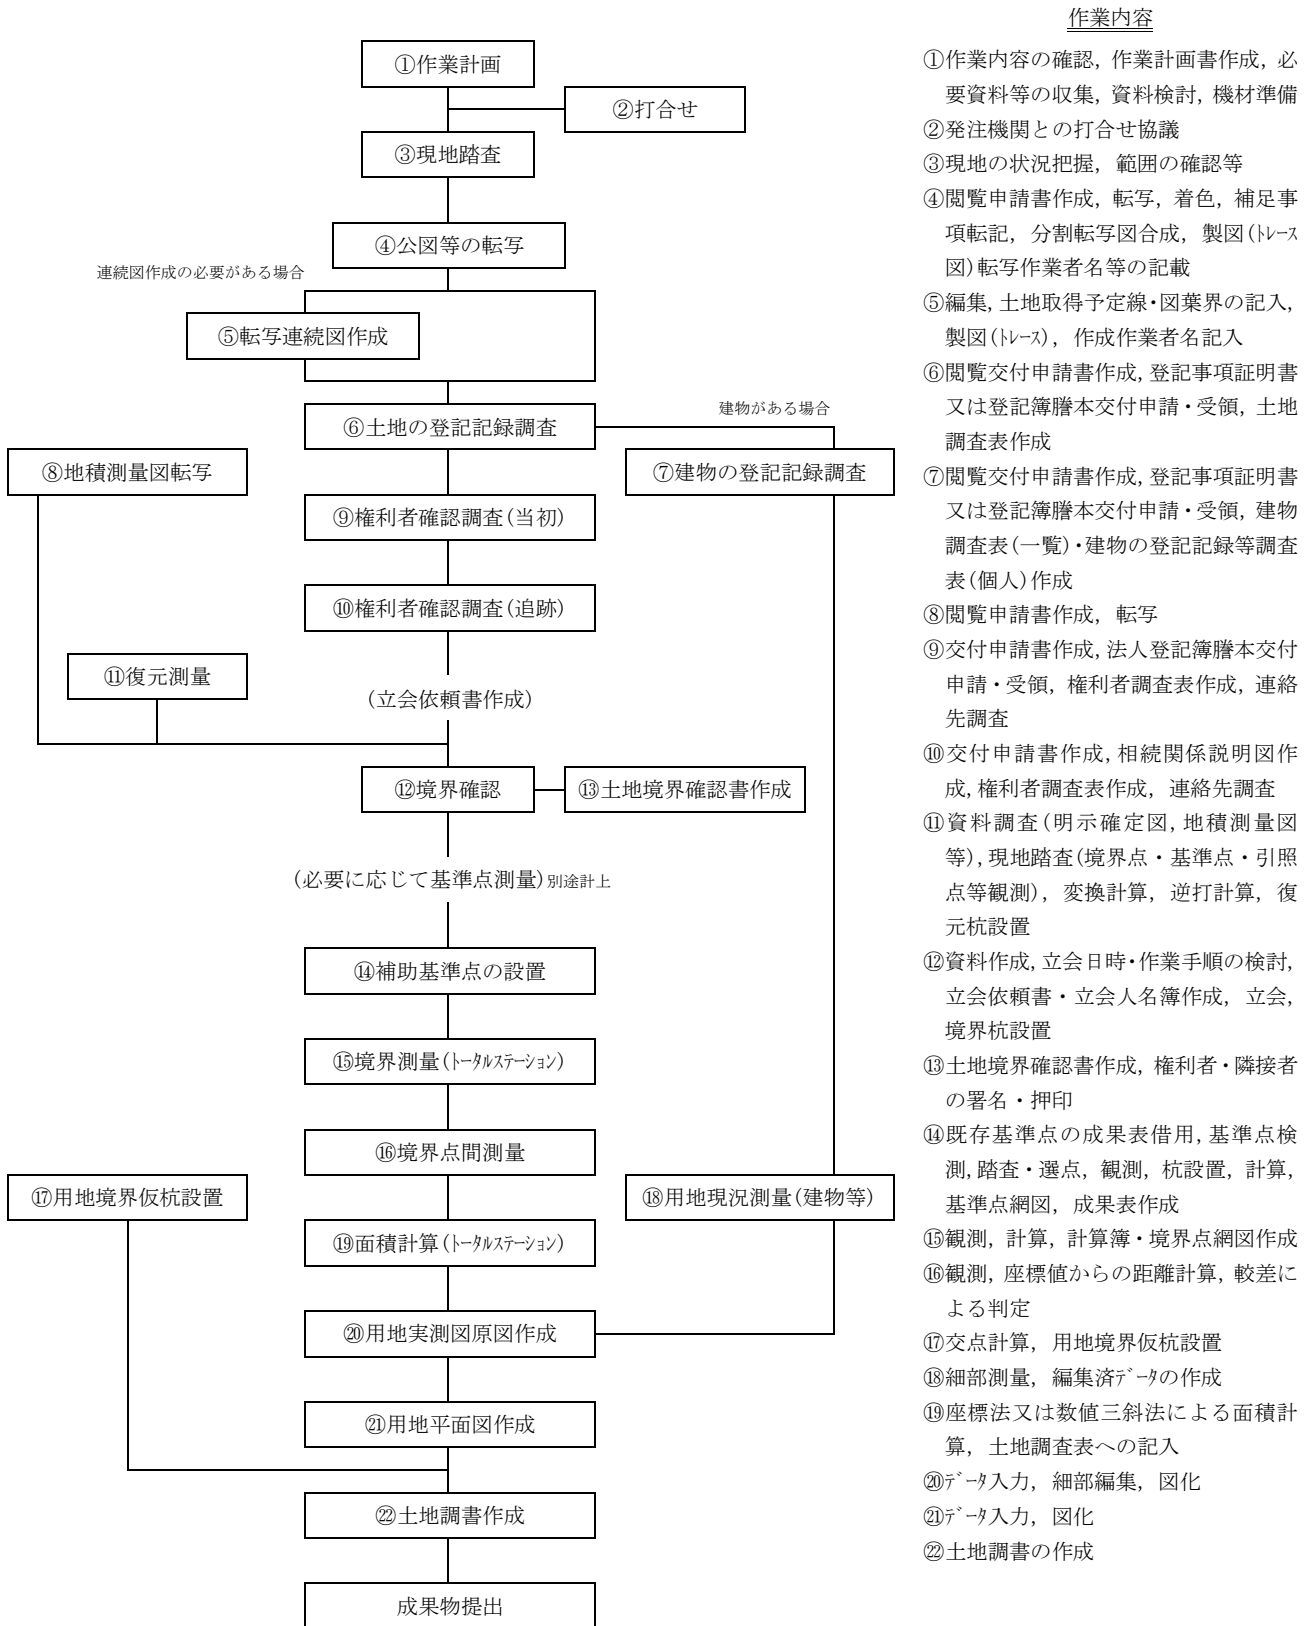 ①作業計画
②打合せ
③現地踏査
④公図等の転写
連続図作成の必要がある場合
⑤転写連続図作成
⑥土地の登記記録調査
建物がある場合
⑧地積測量図転写
⑦建物の登記記録調査
⑨権利者確認調査(当初)
⑩権利者確認調査(追跡)
⑪復元測量
(立会依頼書作成)
⑫境界確認
⑬土地境界確認書作成
(必要に応じて基準点測量)別途計上
⑭補助基準点の設置
⑮境界測量(トータルステーション)
⑯境界点間測量
⑰用地境界仮杭設置
⑱用地現況測量(建物等)
⑲面積計算(トータルステーション)
⑳用地実測図原図作成
㉑用地平面図作成
㉒土地調書作成
成果物提出
作業内容
①作業内容の確認, 作業計画書作成, 必
要資料等の収集, 資料検討, 機材準備
②発注機関との打合せ協議
③現地の状況把握, 範囲の確認等
④閲覧申請書作成, 転写, 着色, 補足事
項転記, 分割転写図合成, 製図(トレース
図)転写作業者名等の記載
⑤編集, 土地取得予定線・図葉界の記入,
製図(トレース), 作成作業者名記入
⑥閲覧交付申請書作成, 登記事項証明書
又は登記簿謄本交付申請・受領, 土地
調査表作成
⑦閲覧交付申請書作成, 登記事項証明書
又は登記簿謄本交付申請・受領, 建物
調査表(一覧)・建物の登記記録等調査
表(個人)作成
⑧閲覧申請書作成, 転写
⑨交付申請書作成, 法人登記簿謄本交付
申請・受領, 権利者調査表作成, 連絡
先調査
⑩交付申請書作成, 相続関係説明図作
成, 権利者調査表作成, 連絡先調査
⑪資料調査(明示確定図, 地積測量図
等), 現地踏査(境界点・基準点・引照
点等観測), 変換計算, 逆打計算, 復
元杭設置
⑫資料作成, 立会日時・作業手順の検討,
立会依頼書・立会人名簿作成, 立会,
境界杭設置
⑬土地境界確認書作成, 権利者・隣接者
の署名・押印
⑭既存基準点の成果表借用, 基準点検
測, 踏査・選点, 観測, 杭設置, 計算,
基準点網図, 成果表作成
⑮観測, 計算, 計算簿・境界点網図作成
⑯観測, 座標値からの距離計算, 較差に
よる判定
⑰交点計算, 用地境界仮杭設置
⑱細部測量, 編集済データの作成
⑲座標法又は数値三斜法による面積計
算, 土地調査表への記入
⑳データ入力, 細部編集, 図化
㉑データ入力, 図化
㉒土地調書の作成